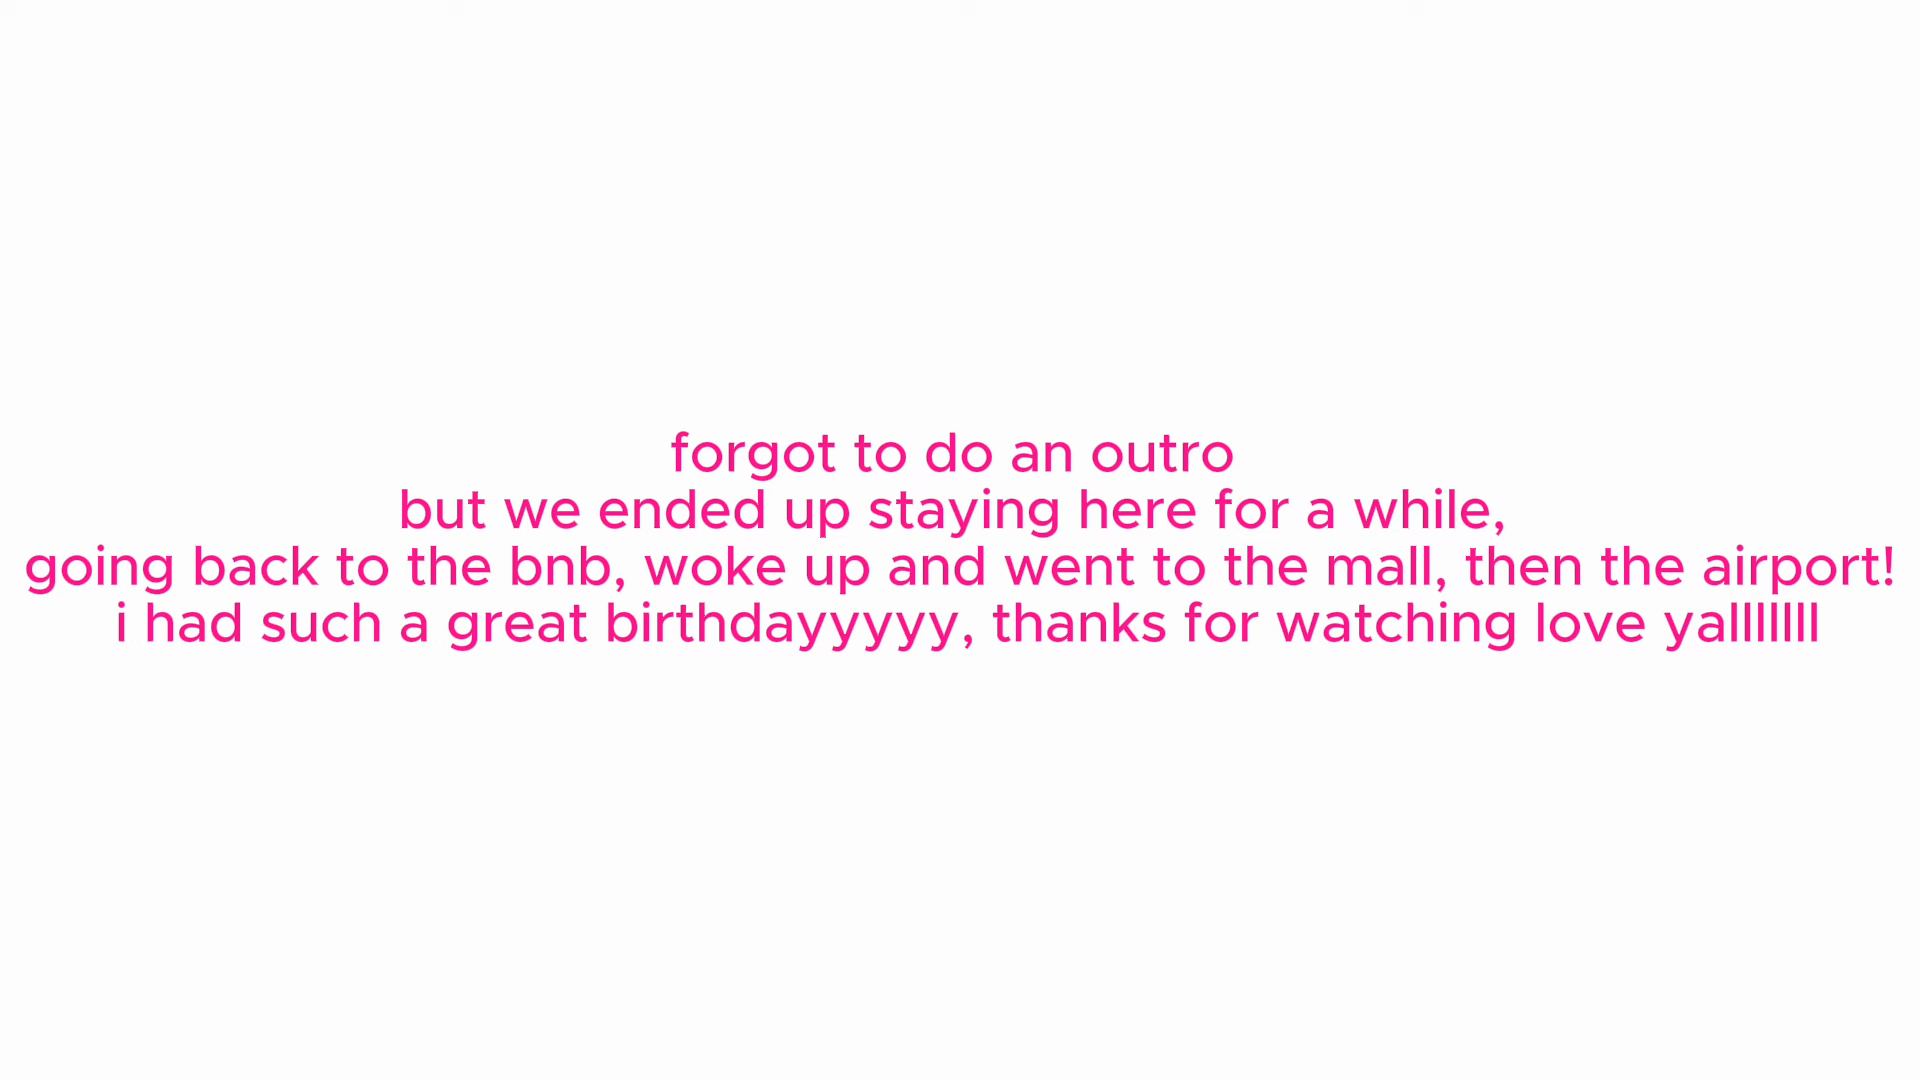 forgot to do an outro
but we ended up staying here for a while,
going back to the bnb, woke up and went to the mall, then the airport!
i had such a great birthdayyyyy, thanks for watching love yalllllll